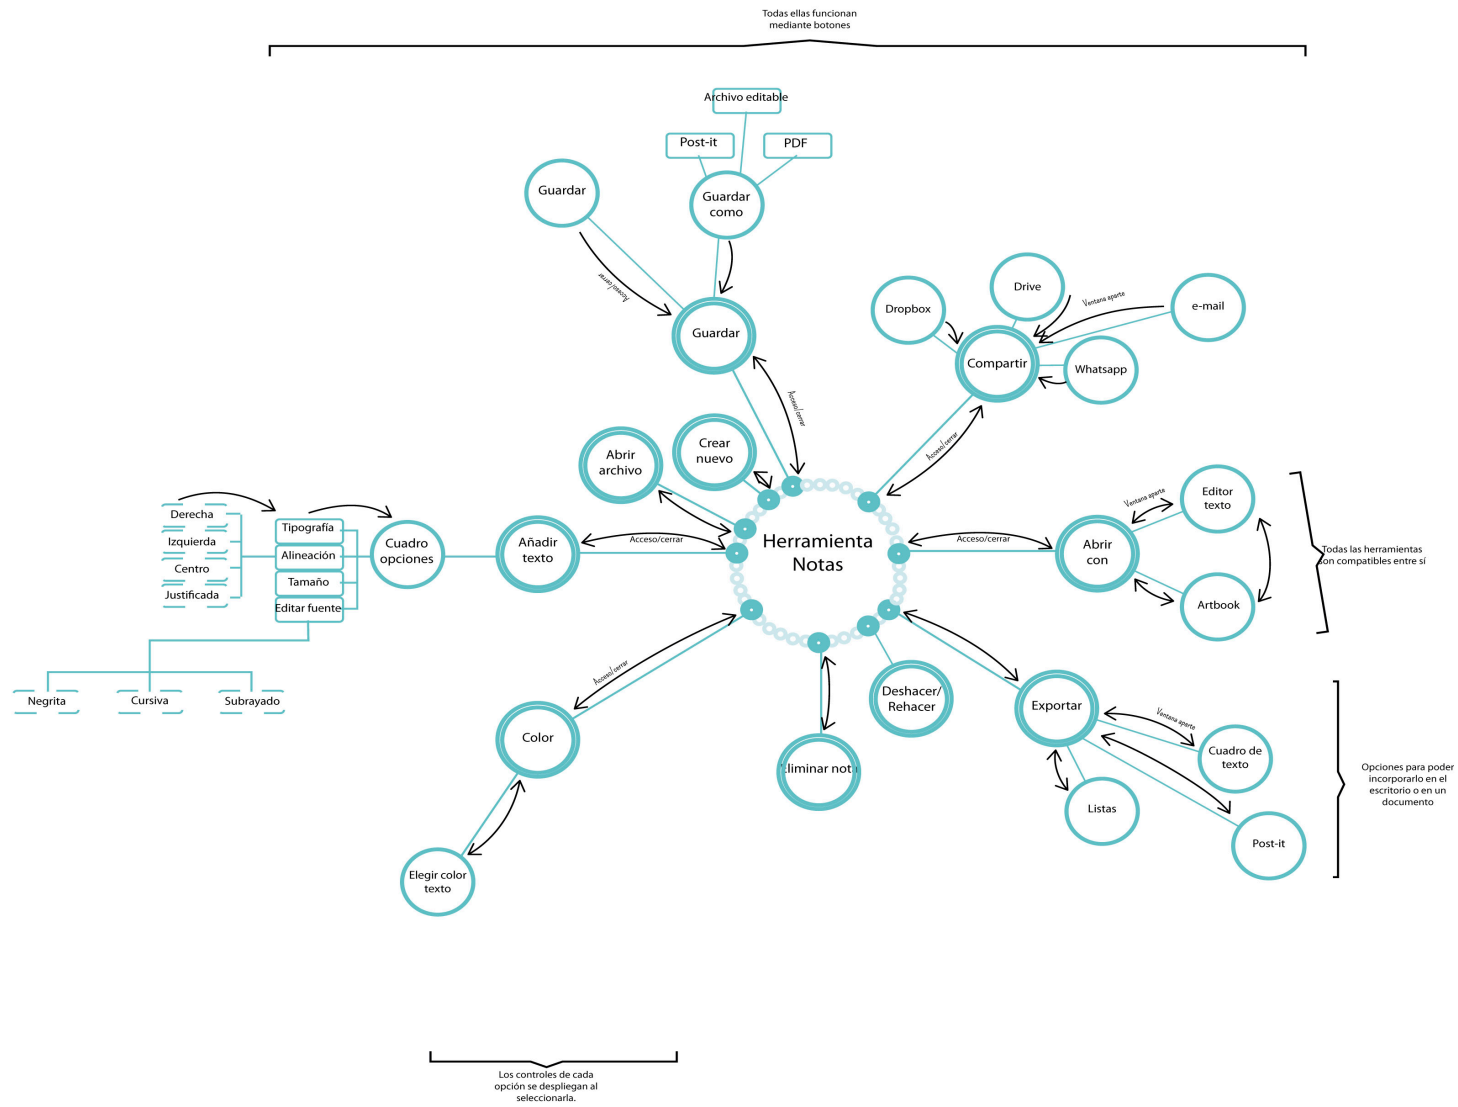 Todas ellas funcionan
mediante botones
Archivo editable
Post-it
PDF
Guardar
Guardar
como
Acceso/cerrar
Guardar
Dropbox
Drive
Ventana aparte
e-mail
Compartir
Whatsapp
Acceso/cerrar
Acceso/cerrar
Abrir
archivo
Crear
nuevo
Derecha
Izquierda
Centro
Justificada
Tipografía
Alineación
Tamaño
Editar fuente
Cuadro
opciones
Añadir
texto
Acceso/cerrar
Herramienta
Notas
Acceso/cerrar
Abrir
con
Ventana aparte
Editor
texto
Artbook
Todas las herramientas
son compatibles entre sí
Negrita
Cursiva
Subrayado
Acceso/cerrar
Color
Elegir color
texto
Eliminar nota
Deshacer/
Rehacer
Exportar
Ventana aparte
Cuadro de
texto
Listas
Post-it
Opciones para poder
incorporarlo en el
escritorio o en un
documento
Los controles de cada
opción se despliegan al
seleccionarla.